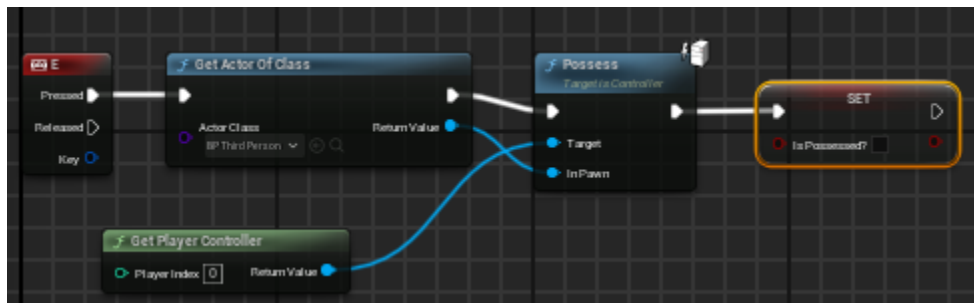 E
Pressed
Released
Key
Get Actor Of Class
Actor Class
BP Third Person
Return Value
Possess
Target is Controller
Target
In Pawn
SET
Is Possessed?
Get Player Controller
Player Index 0
Return Value